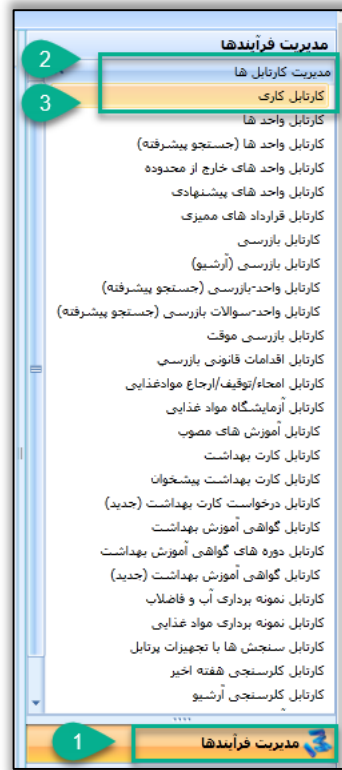 مدیریت فرآیندها
2
مدیریت کارتابل ها
3
کارتابل کاری
کارتابل واحد ها
کارتابل واحد ها (جستجو پیشرفته)
کارتابل واحد های خارج از محدوده
کارتابل واحد های پیشنهادی
کارتابل قرارداد های ممیزی
کارتابل بازرسی
کارتابل بازرسی (آرشیو)
کارتابل واحد-بازرسی (جستجو پیشرفته)
کارتابل واحد-سوالات بازرسی (جستجو پیشرفته)
کارتابل بازرسی موقت
کارتابل اقدامات قانونی بازرسي
کارتابل امحاء/توقیف/ارجاع موادغذایی
کارتابل آزمایشگاه مواد غذایی
کارتابل آموزش های مصوب
کارتابل کارت بهداشت
کارتابل کارت بهداشت پیشخوان
کارتابل درخواست کارت بهداشت (جدید)
کارتابل گواهی آموزش بهداشت
کارتابل دوره های گواهی آموزش بهداشت
کارتابل گواهی آموزش بهداشت (جدید)
کارتابل نمونه برداری آب و فاضلاب
کارتابل نمونه برداری مواد غذایی
کارتابل سنجش ها با تجهیزات پرتابل
کارتابل کلرسنجی هفته اخیر
کارتابل کلرسنجی آرشیو
1
مدیریت فرآیندها